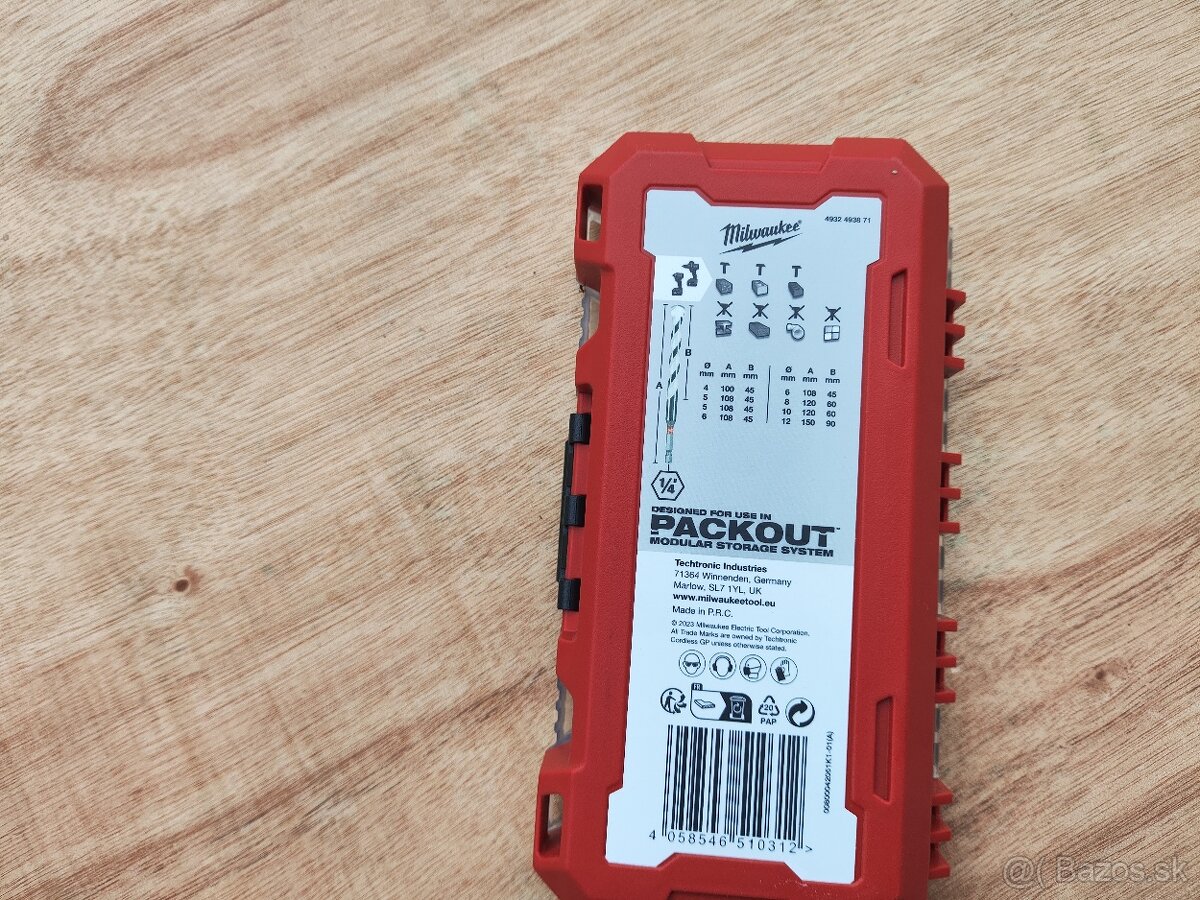 Milwaukee®
4932 4938 71
B
A
Ø A B
mm mm mm
4 100 45
5 108 45
5 108 45
6 108 45
Ø A B
mm mm mm
6 108 45
8 120 60
10 120 60
12 150 90
1/4"
DESIGNED FOR USE IN
PACKOUT™
MODULAR STORAGE SYSTEM
Techtronic Industries
71364 Winnenden, Germany
Marlow, SL7 1YL, UK
www.milwaukeetool.eu
Made in P.R.C.
© 2023 Milwaukee Electric Tool Corporation.
All Trade Marks are owned by Techtronic
Cordless GP unless otherwise stated.
FR
20
PAP
4 058546 510312 >
@( Bazos.sk